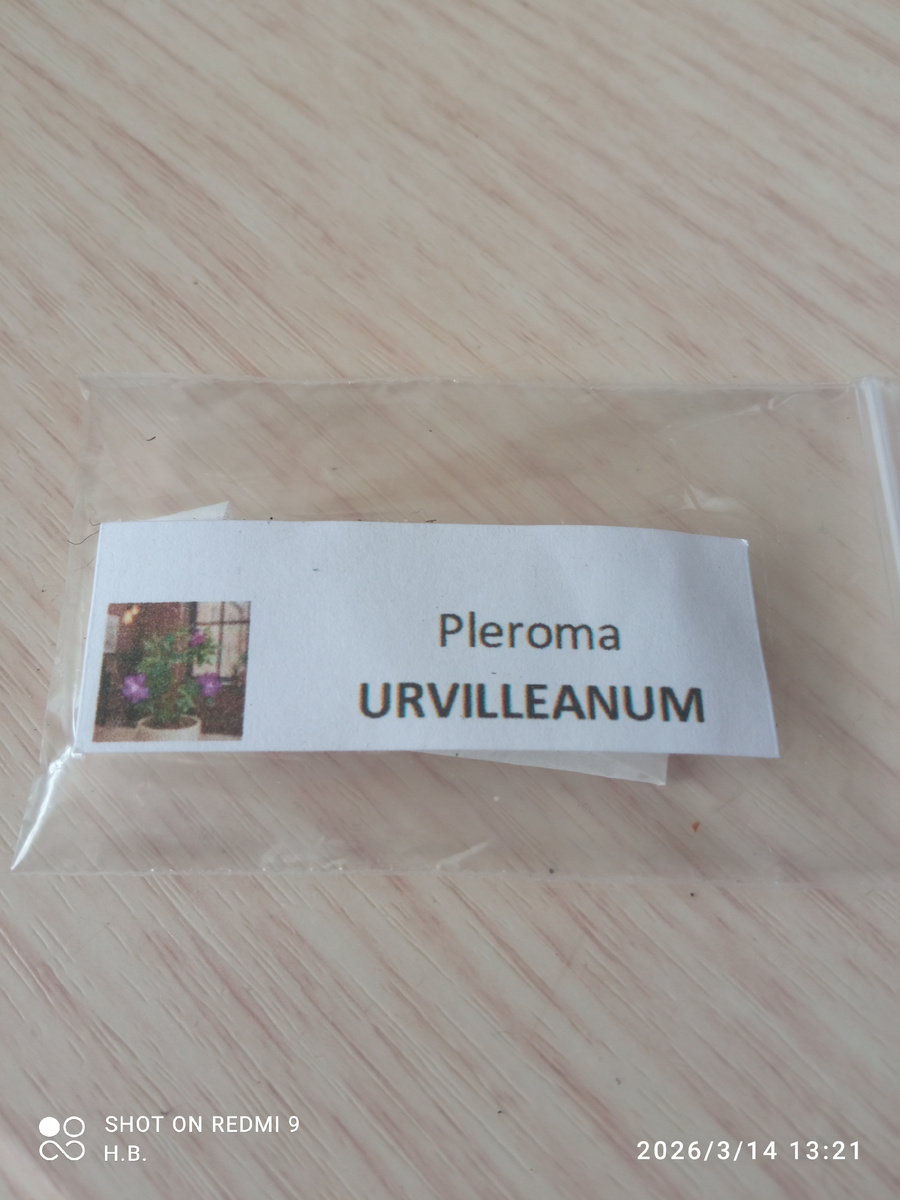 Pleroma
URVILLEANUM
SHOT ON REDMI 9
H.B.
2026/3/14 13:21